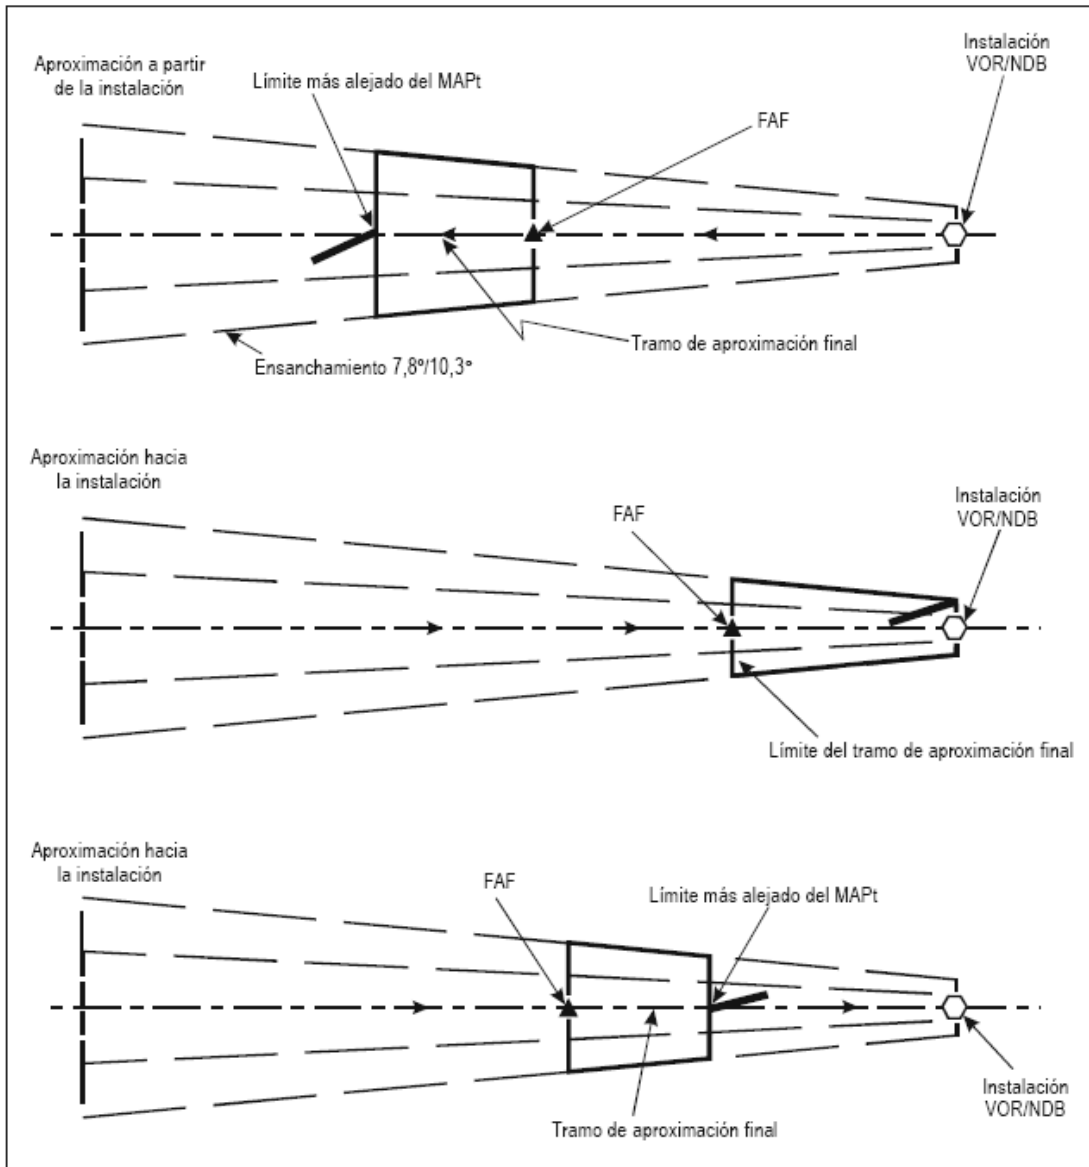 Aproximación a partir
de la instalación
Límite más alejado del MAPt
FAF
Instalación
VOR/NDB
Tramo de aproximación final
Ensanchamiento 7,8º/10,3°
Aproximación hacia
la instalación
FAF
Instalación
VOR/NDB
Límite del tramo de aproximación final
Aproximación hacia
la instalación
FAF
Límite más alejado del MAPt
Tramo de aproximación final
Instalación
VOR/NDB